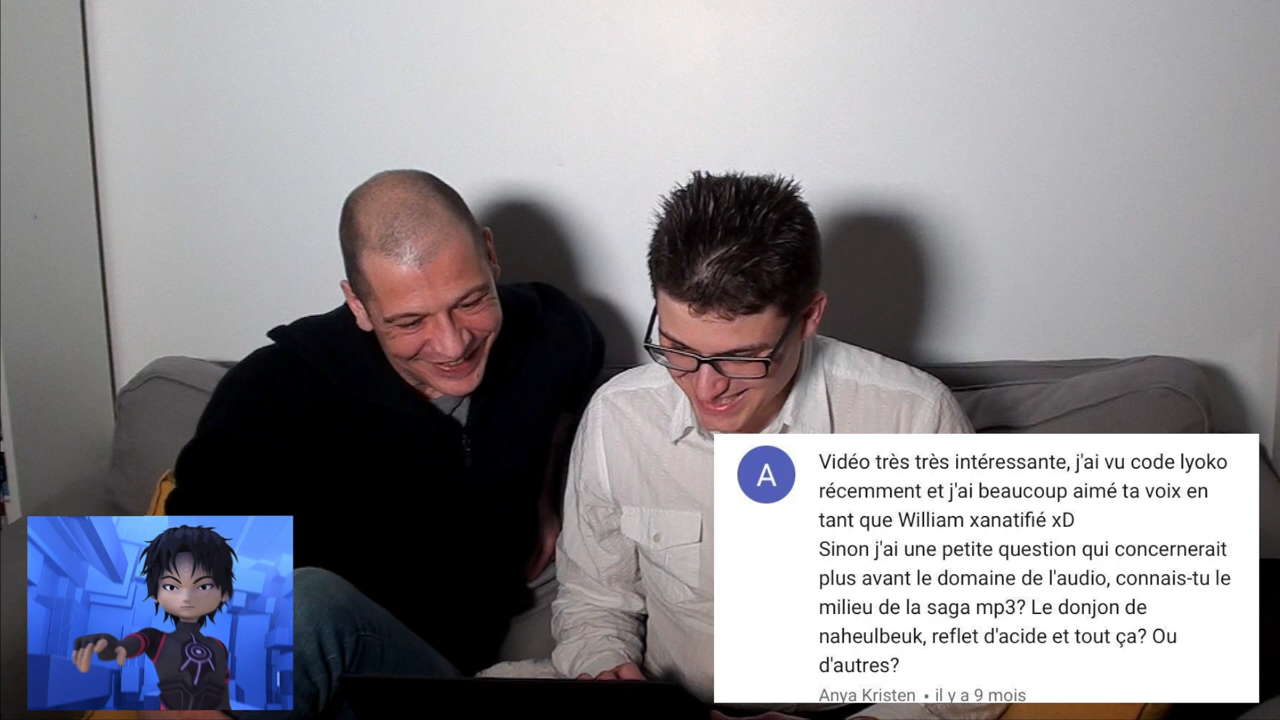 A
Vidéo très très intéressante, j'ai vu code lyoko
récemment et j'ai beaucoup aimé ta voix en
tant que William xanatifié xD
Sinon j'ai une petite question qui concernerait
plus avant le domaine de l'audio, connais-tu le
milieu de la saga mp3? Le donjon de
naheulbeuk, reflet d'acide et tout ça? Ou
d'autres?
Anya Kristen • il y a 9 mois